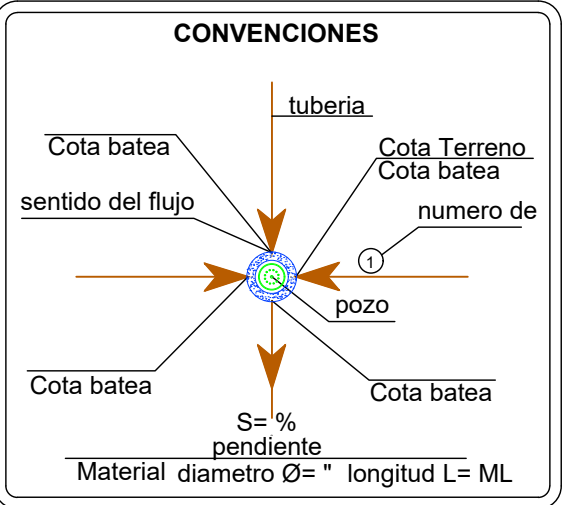 CONVENCIONES
tuberia
Cota batea
Cota Terreno
Cota batea
sentido del flujo
numero de
1
pozo
Cota batea
Cota batea
S= %
pendiente
Material diametro Ø= " longitud L= ML